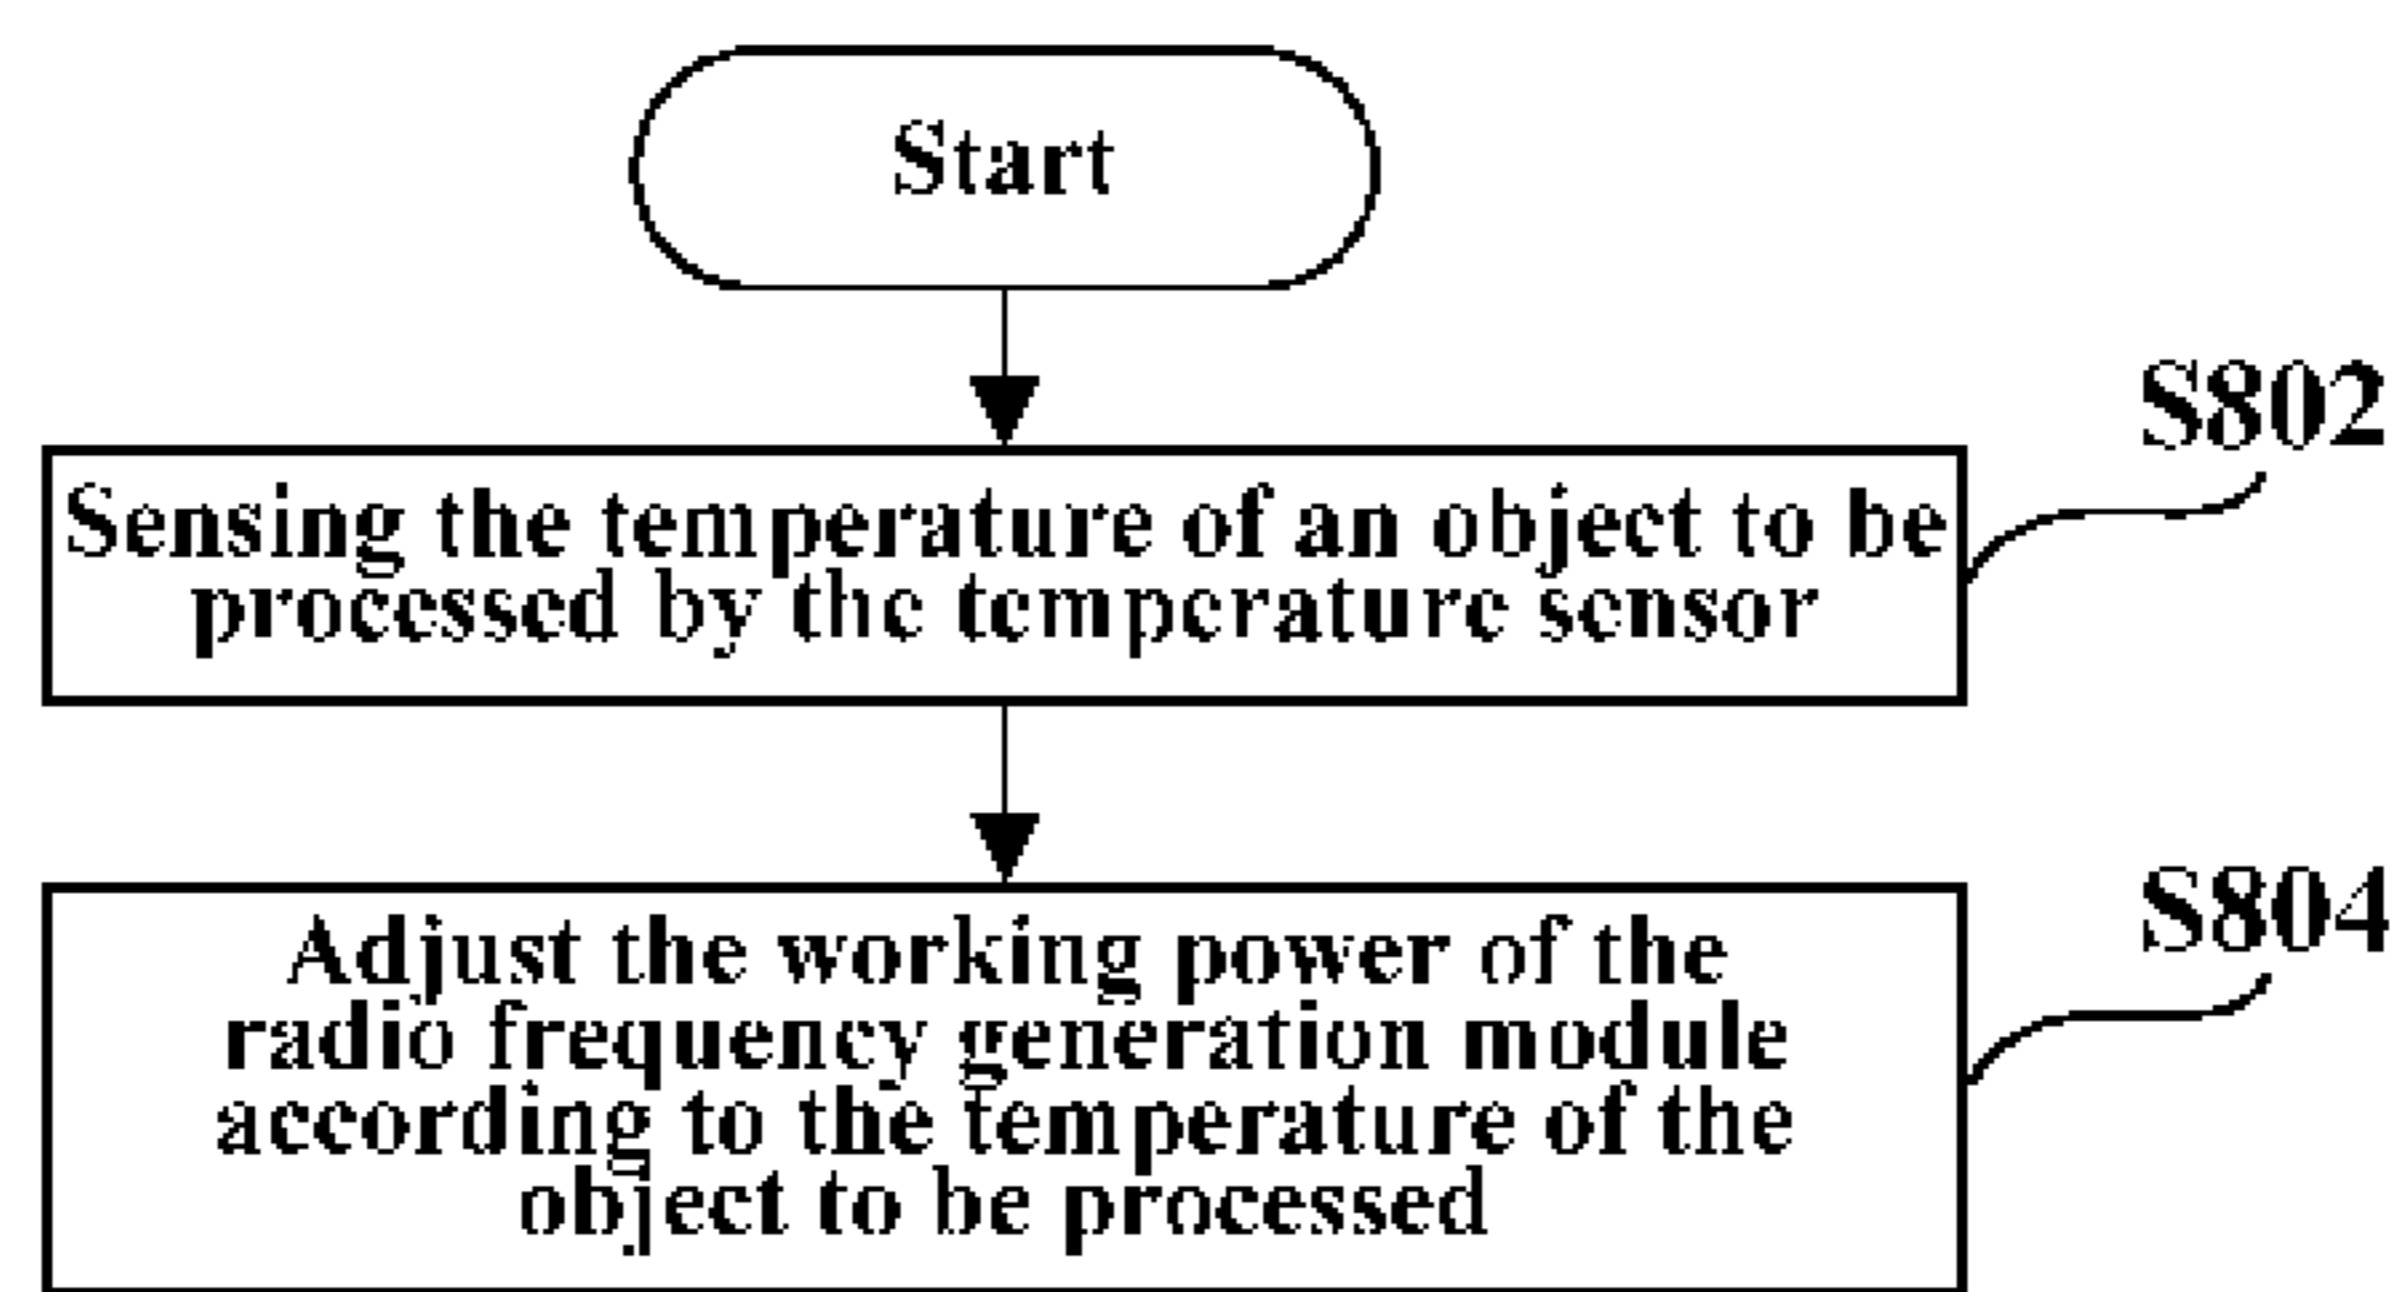 Start
S802
Sensing the temperature of an object to be
processed by the temperature sensor
S804
Adjust the working power of the
radio frequency generation module
according to the temperature of the
object to be processed